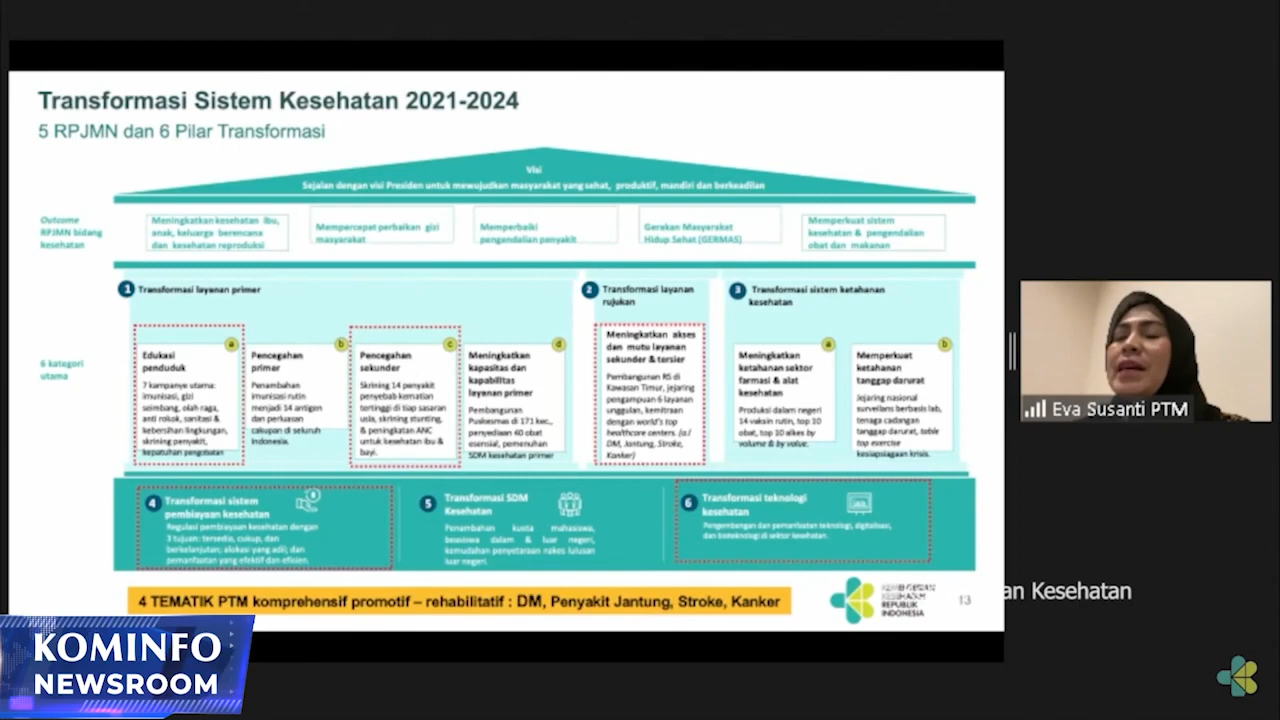 Transformasi Sistem Kesehatan 2021-2024
5 RPJMN dan 6 Pilar Transformasi
Visi
Sejalan dengan visi Presiden untuk mewujudkan masyarakat yang sehat, produktif, mandiri dan berkeadilan
Outcome
RPJMN bidang
kesehatan
Meningkatkan kesehatan ibu,
anak, keluarga berencana
dan kesehatan reproduksi
Mempercepat perbaikan gizi
masyarakat
Memperbaiki
pengendalian penyakit
Gerakan Masyarakat
Hidup Sehat (GERMAS)
Memperkuat sistem
kesehatan & pengendalian
obat dan makanan
6 kategori
utama
1 Transformasi layanan primer
a
Edukasi
penduduk
7 kampanye utama:
imunisasi, gizi
seimbang, olah raga,
anti rokok, sanitasi &
kebersihan lingkungan,
skrining penyakit,
kepatuhan pengobatan
b
Pencegahan
primer
Penambahan
imunisasi rutin
menjadi 14 antigen
dan perluasan
cakupan di seluruh
Indonesia.
c
Pencegahan
sekunder
Skrining 14 penyakit
penyebab kematian
tertinggi di tiap sasaran
usia, skrining stunting,
& peningkatan ANC
untuk kesehatan ibu &
bayi.
d
Meningkatkan
kapasitas dan
kapabilitas
layanan primer
Pembangunan
Puskesmas di 171 kec.,
penyediaan 40 obat
esensial, pemenuhan
SDM kesehatan primer
2 Transformasi layanan
rujukan
Meningkatkan akses
dan mutu layanan
sekunder & tersier
Pembangunan RS di
Kawasan Timur, jejaring
pengampuan 6 layanan
unggulan, kemitraan
dengan world's top
healthcare centers. (a.l
DM, Jantung, Stroke,
Kanker)
3 Transformasi sistem ketahanan
kesehatan
a
Meningkatkan
ketahanan sektor
farmasi & alat
kesehatan
Produksi dalam negeri
14 vaksin rutin, top 10
obat, top 10 alkes by
volume & by value.
b
Memperkuat
ketahanan
tanggap darurat
Jejaring nasional
surveilans berbasis lab,
tenaga cadangan
tanggap darurat, table
top exercise
kesiapsiagaan krisis.
4 Transformasi sistem
pembiayaan kesehatan
Regulasi pembiayaan kesehatan dengan
3 tujuan: tersedia, cukup, dan
berkelanjutan; alokasi yang adil; dan
pemanfaatan yang efektif dan efisien.
5 Transformasi SDM
Kesehatan
Penambahan kuota mahasiswa,
beasiswa dalam & luar negeri,
kemudahan penyetaraan nakes lulusan
luar negeri.
6 Transformasi teknologi
kesehatan
Pengembangan dan pemanfaatan teknologi, digitalisasi,
dan bioteknologi di sektor kesehatan.
4 TEMATIK PTM komprehensif promotif – rehabilitatif : DM, Penyakit Jantung, Stroke, Kanker
KEMENTERIAN
KESEHATAN
REPUBLIK
INDONESIA
13
Eva Susanti PTM
an Kesehatan
KOMINFO
NEWSROOM